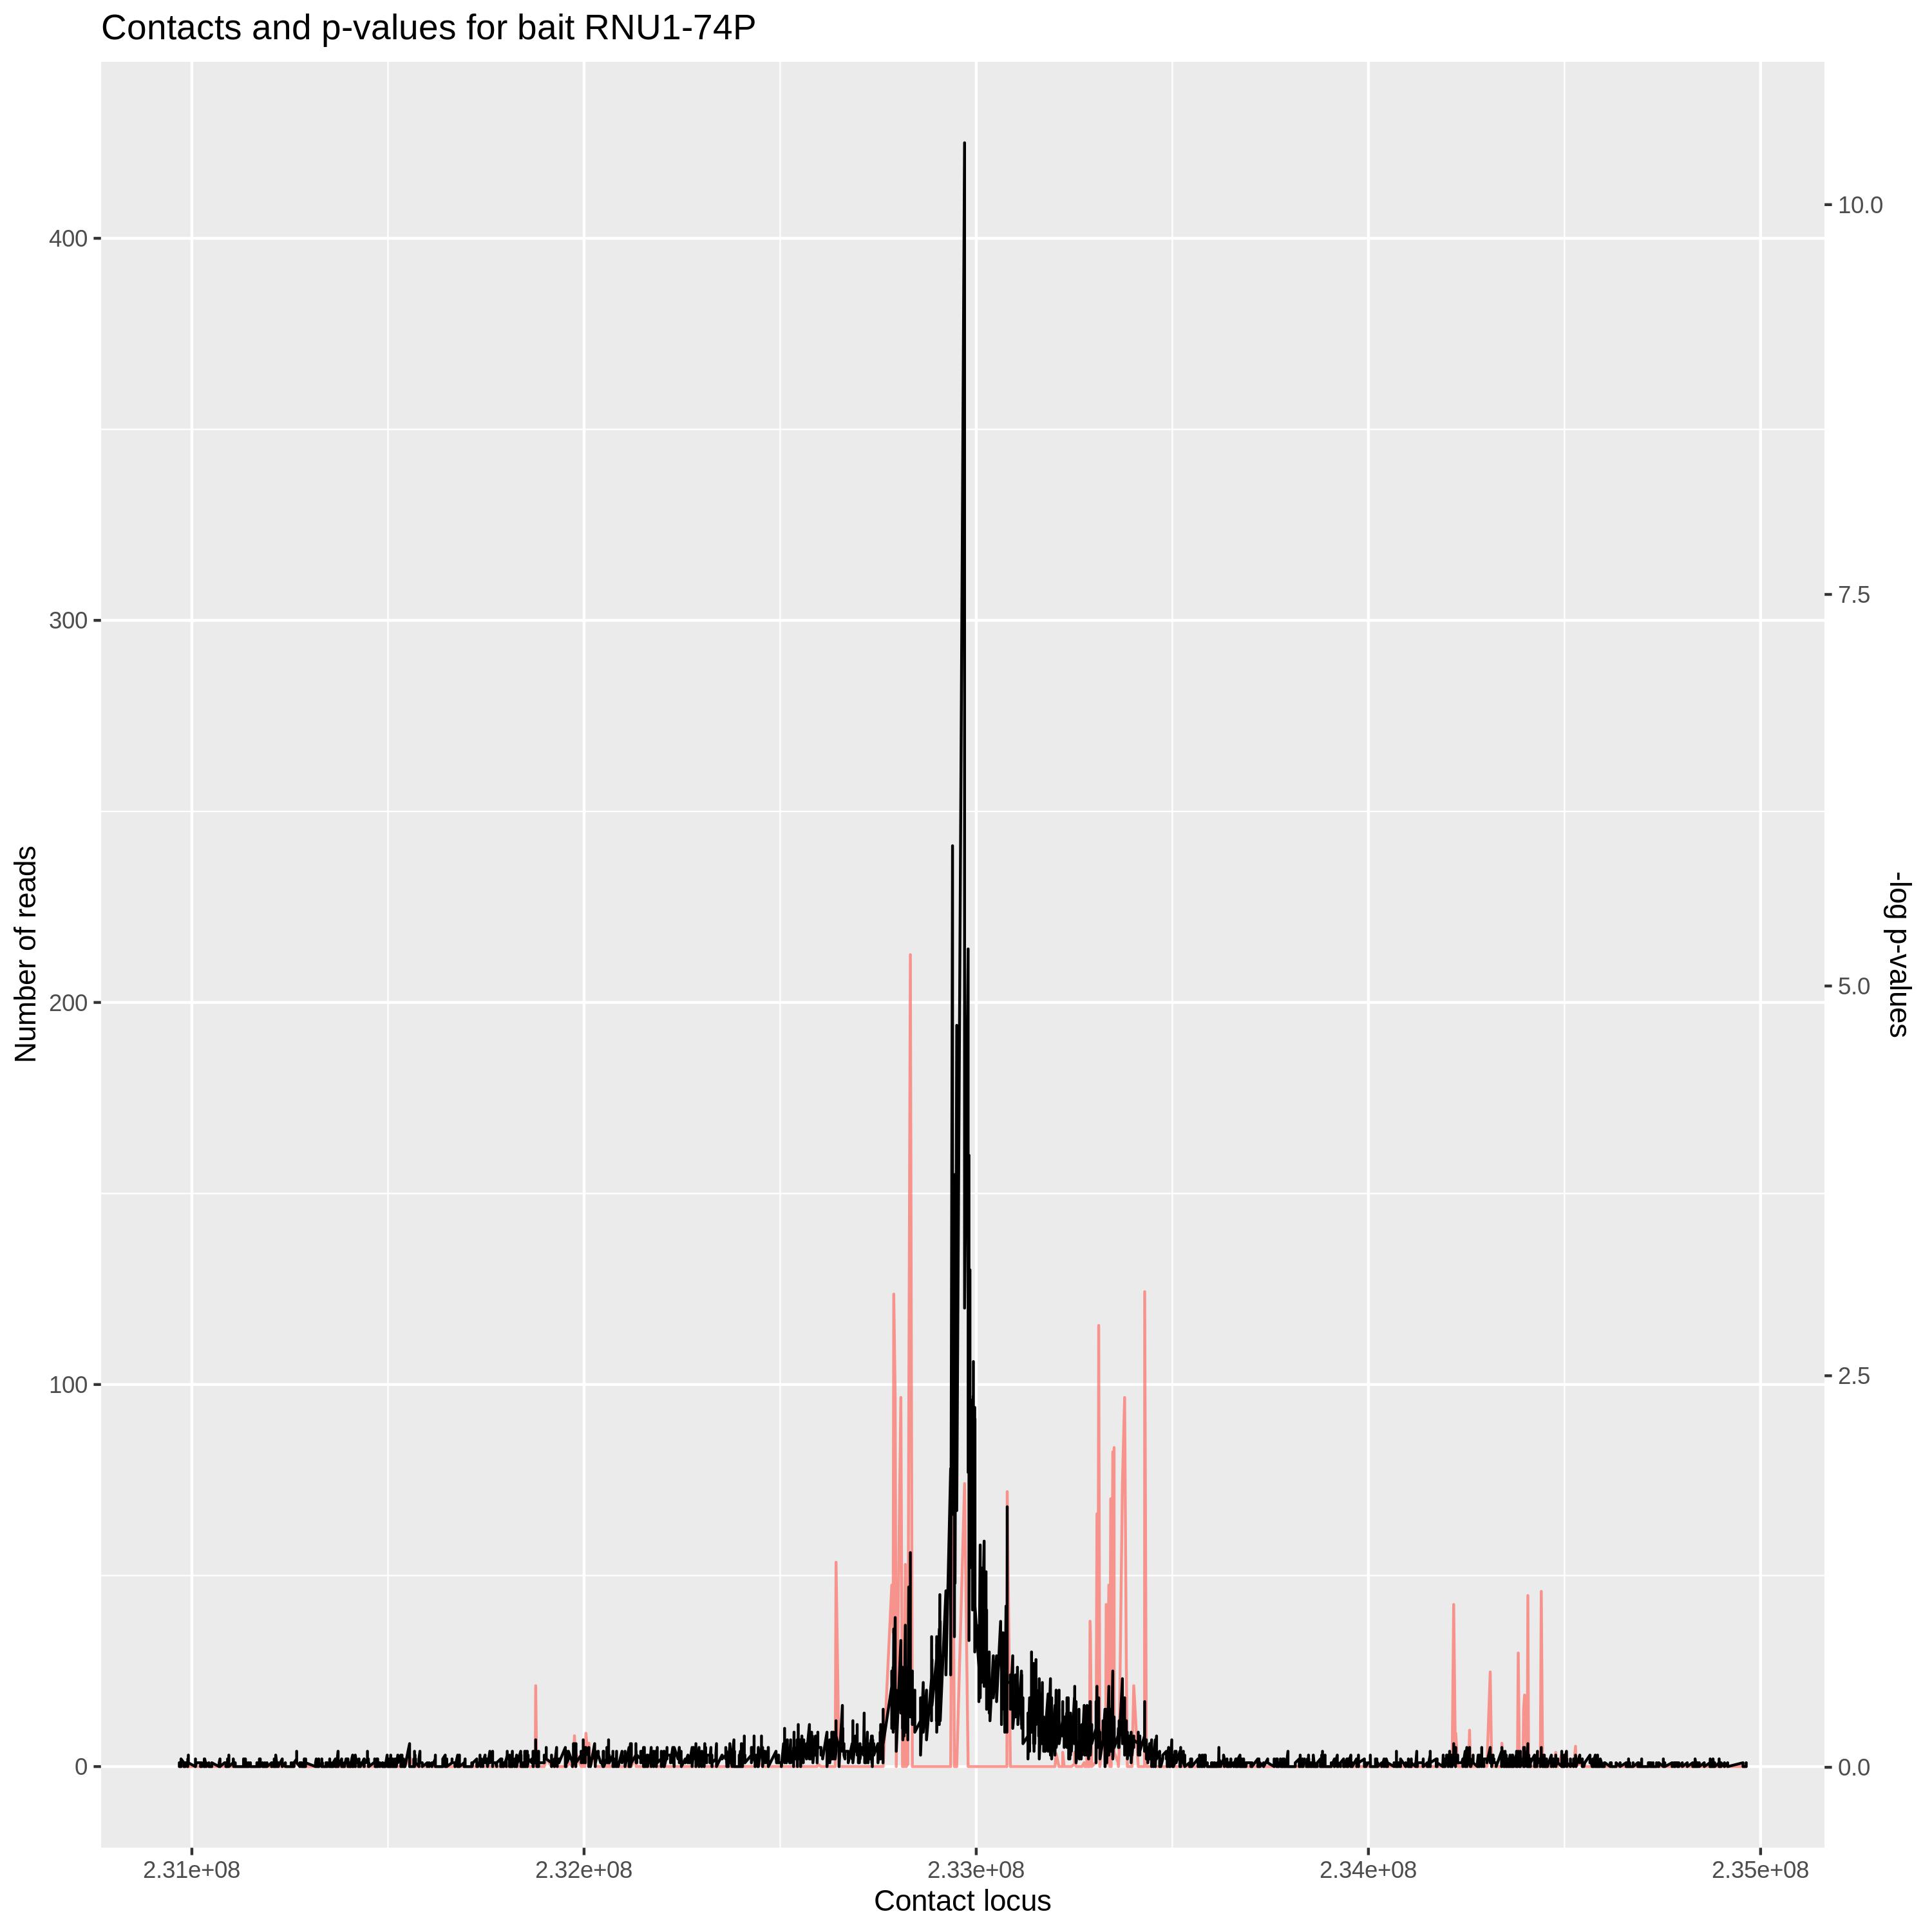 Contacts and p-values for bait RNU1-74P
Number of reads
400
300
200
100
0
10.0
7.5
5.0
2.5
0.0
-log p-values
2.31e+08
2.32e+08
2.33e+08
2.34e+08
2.35e+08
Contact locus